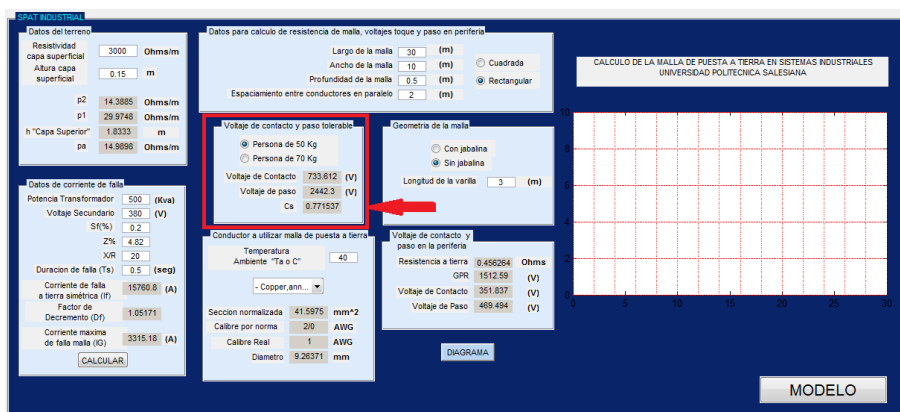 SPAT INDUSTRIAL
Datos del terreno
Resistividad
capa superficial 3000 Ohms/m
Altura capa
superficial 0.15 m
p2 14.3885 Ohms/m
p1 29.9748 Ohms/m
h "Capa Superior" 1.8333 m
pa 14.9898 Ohms/m
Datos de corriente de falla
Potencia Transformador 500 (Kva)
Voltaje Secundario 380 (V)
Sf(%) 0.2
Z% 4.82
X/R 20
Duracion de falla (Ts) 0.5 (seg)
Corriente de falla
a tierra simétrica (If) 15760.8 (A)
Factor de
Decremento (Df) 1.05171
Corriente maxima
de falla malla (IG) 3315.18 (A)
CALCULAR
Datos para calculo de resistencia de malla, voltajes toque y paso en periferia
Largo de la malla 30 (m)
Ancho de la malla 10 (m)
Profundidad de la malla 0.5 (m)
Espaciamiento entre conductores en paralelo 2 (m)
Cuadrada
Rectangular
Voltaje de contacto y paso tolerable
Persona de 50 Kg
Persona de 70 Kg
Voltaje de Contacto 733.612 (V)
Voltaje de paso 2442.3 (V)
Cs 0.771537
Geometria de la malla
Con jabalina
Sin jabalina
Longitud de la varilla 3 (m)
Conductor a utilizar malla de puesta a tierra
Temperatura
Ambiente "Ta o C" 40
- Copper,ann...
Seccion normalizada 41.5975 mm^2
Calibre por norma 2/0 AWG
Calibre Real 1 AWG
Diametro 9.26371 mm
Voltaje de contacto y
paso en la periferia
Resistencia a tierra 0.456264 Ohms
GPR 1512.59 (V)
Voltaje de Contacto 351.837 (V)
Voltaje de Paso 469.494 (V)
DIAGRAMA
CALCULO DE LA MALLA DE PUESTA A TIERRA EN SISTEMAS INDUSTRIALES
UNIVERSIDAD POLITECNICA SALESIANA
10
8
6
4
2
0
0 5 10 15 20 25 30
MODELO